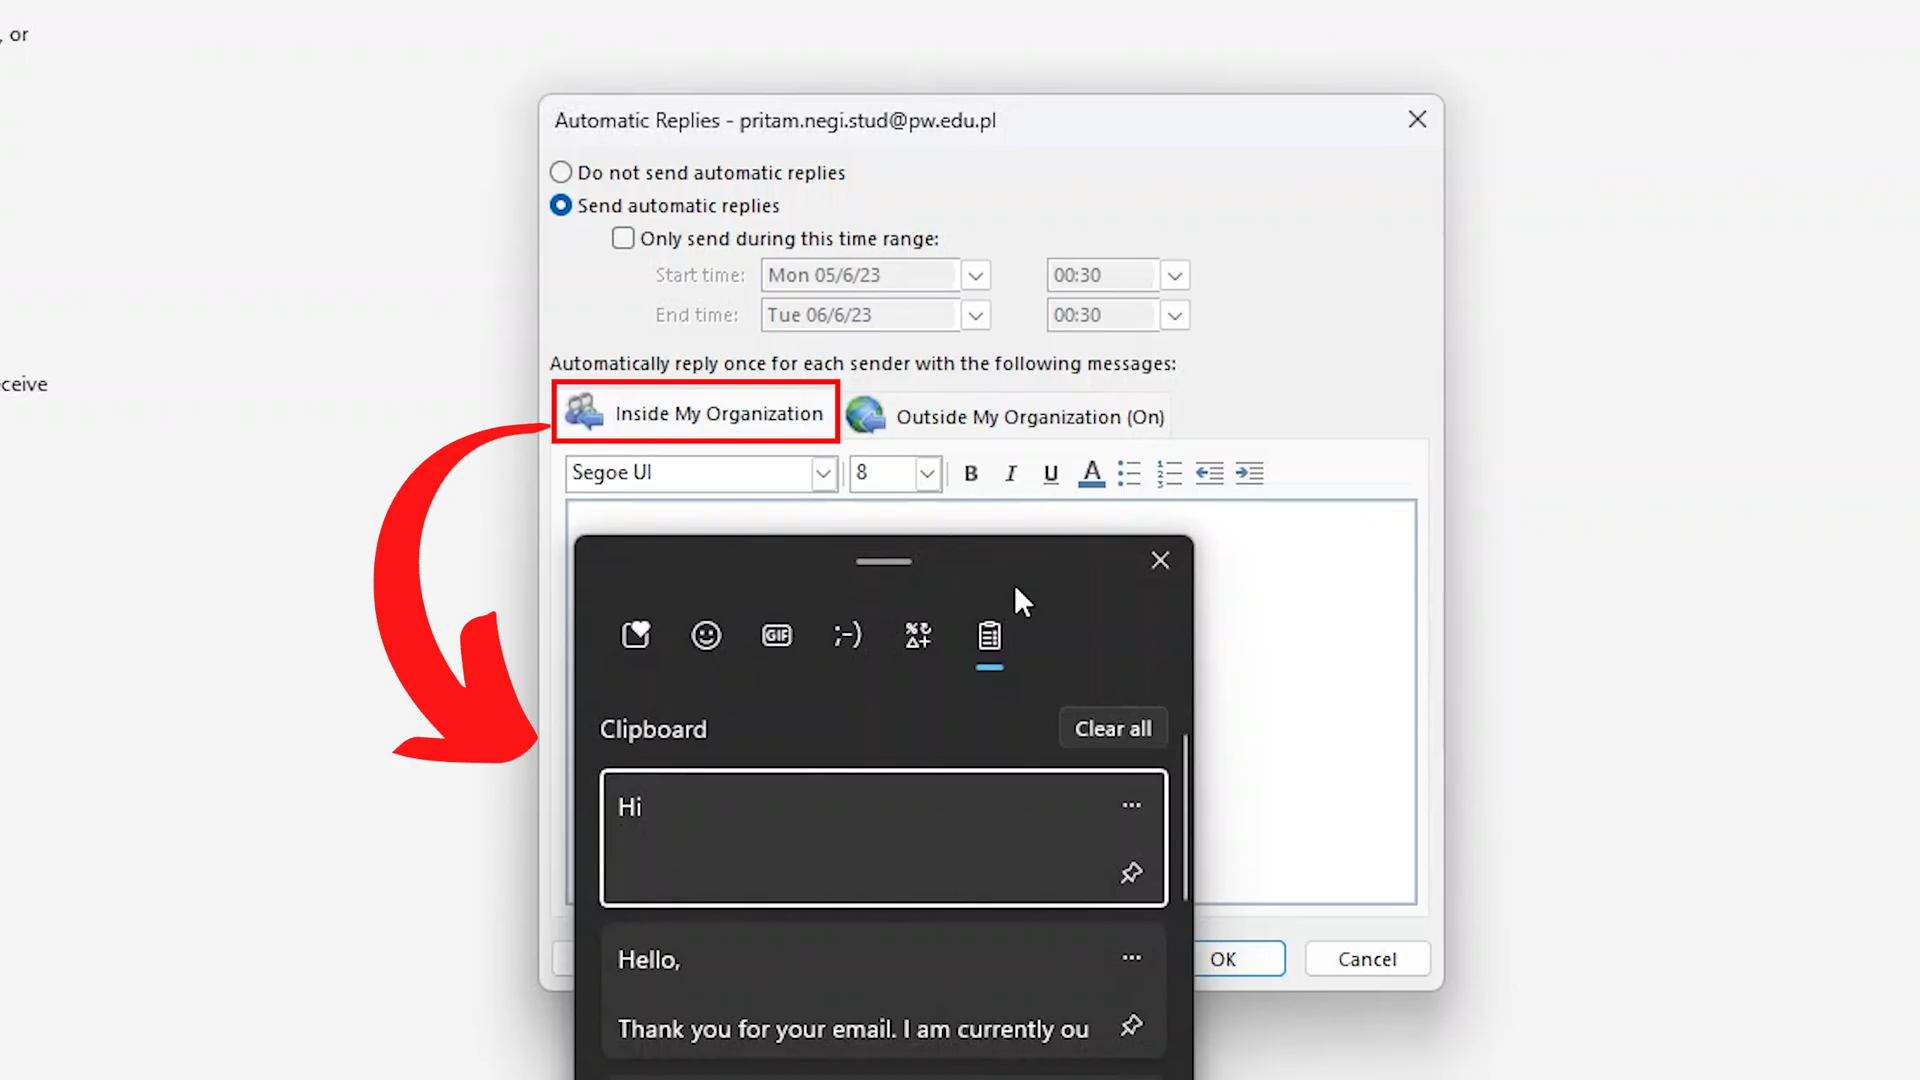 , or
Automatic Replies - pritam.negi.stud@pw.edu.pl
Do not send automatic replies
Send automatic replies
Only send during this time range:
Start time: Mon 05/6/23 00:30
End time: Tue 06/6/23 00:30
ceive
Automatically reply once for each sender with the following messages:
Inside My Organization Outside My Organization (On)
Segoe UI 8 B I U A
GIF ;-)
Clipboard Clear all
Hi
Hello,
Thank you for your email. I am currently ou
OK Cancel